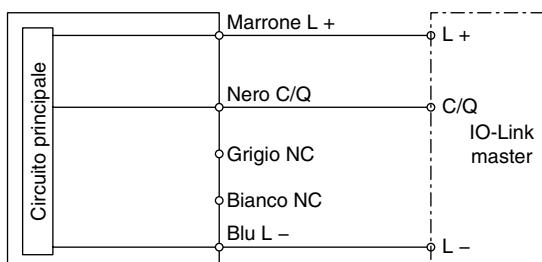 Marrone L +
L +
Circuito principale
Nero C/Q
C/Q
IO-Link
master
Grigio NC
Bianco NC
Blu L –
L –